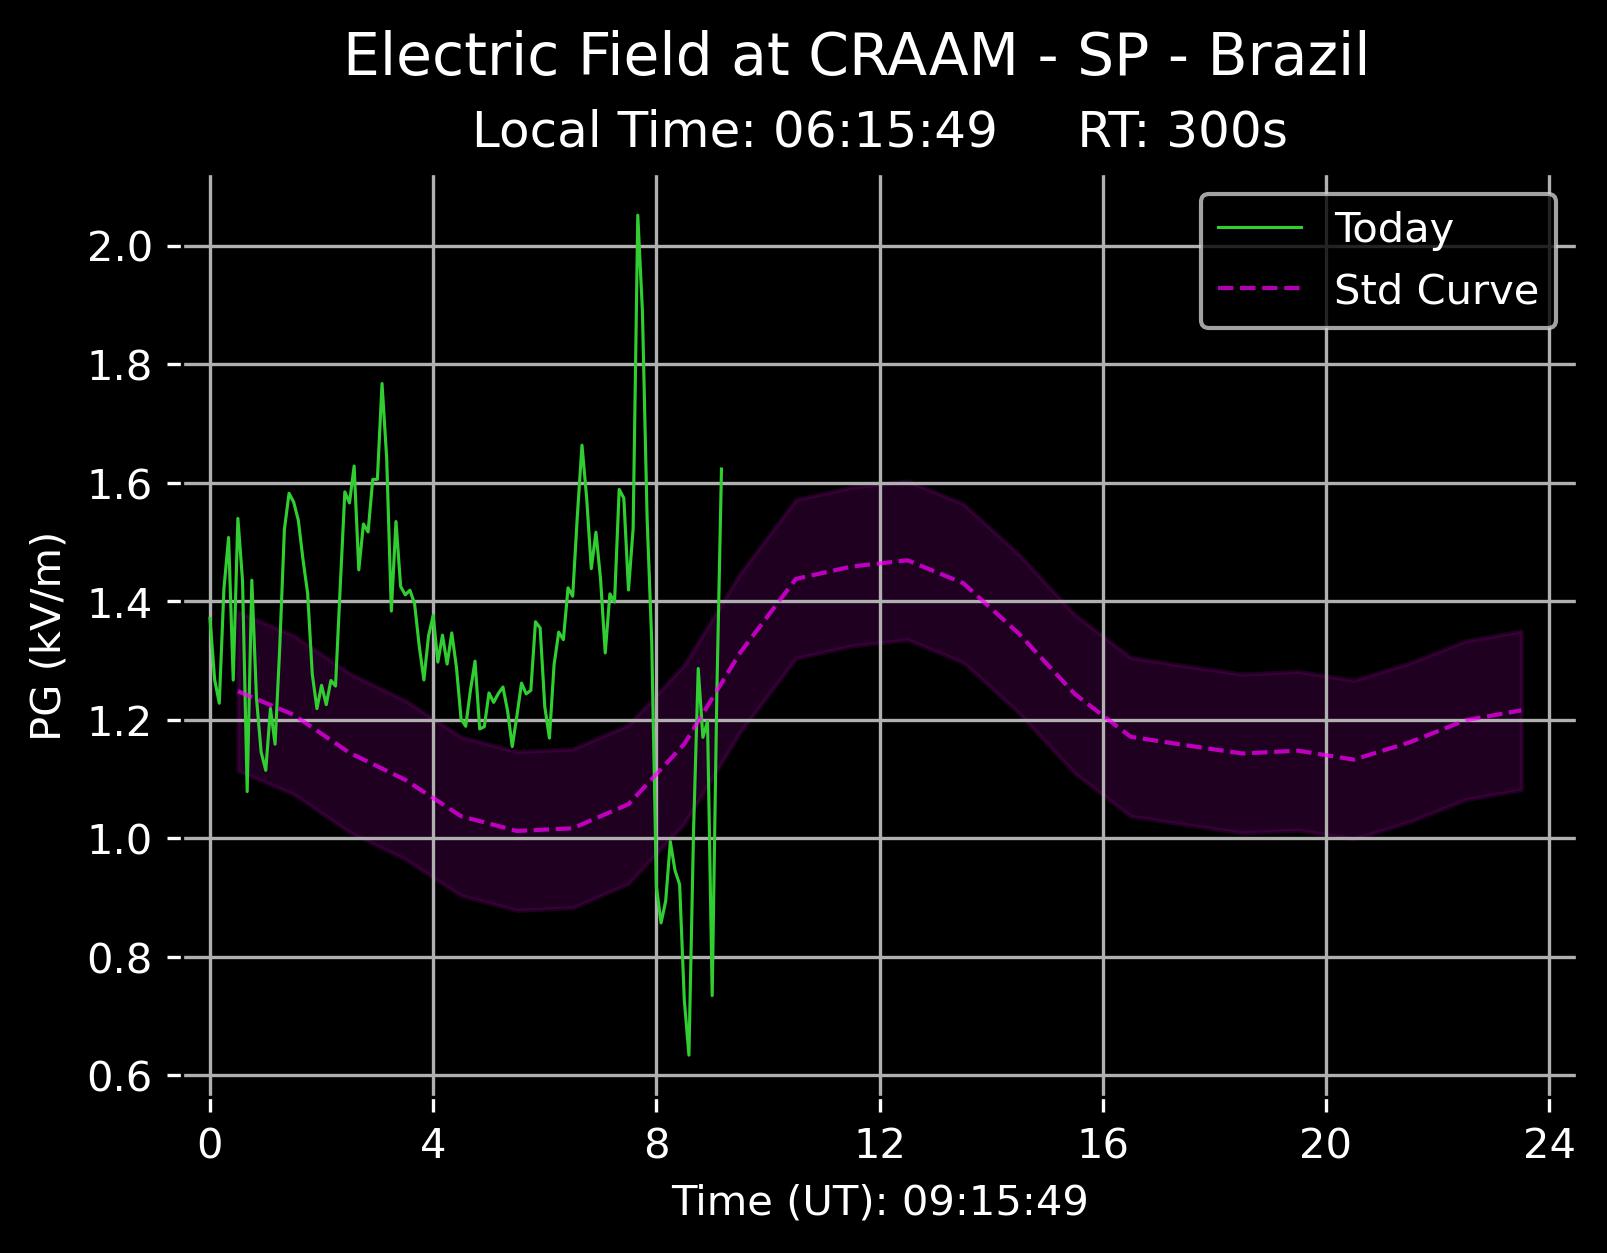 Electric Field at CRAAM - SP - Brazil
Local Time: 06:15:49 RT: 300s
Today
Std Curve
PG (kV/m)
2.0
1.8
1.6
1.4
1.2
1.0
0.8
0.6
0 4 8 12 16 20 24
Time (UT): 09:15:49